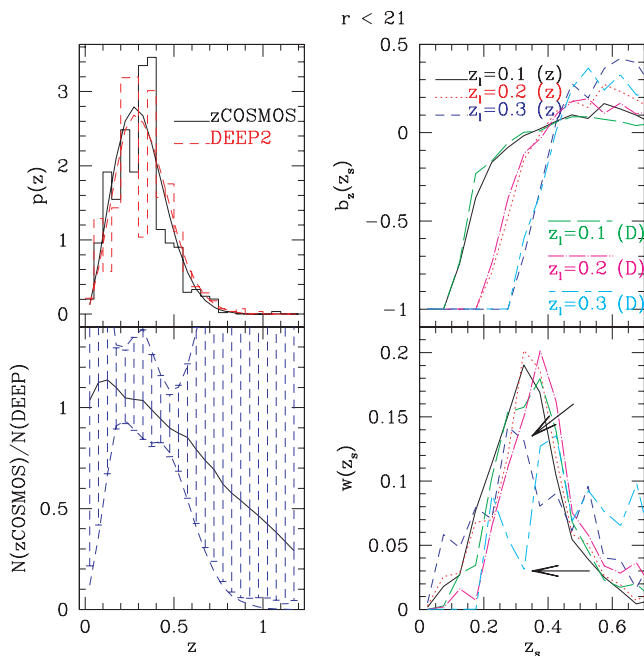 r < 21
p(z)
3
2
1
0
zCOSMOS
DEEP2
N(zCOSMOS)/N(DEEP)
1
0.5
0
0
0.5
1
z
b_z(z_s)
0.5
0
−0.5
−1
z_l=0.1 (z)
z_l=0.2 (z)
z_l=0.3 (z)
z_l=0.1 (D)
z_l=0.2 (D)
z_l=0.3 (D)
w(z_s)
0.2
0.15
0.1
0.05
0
0
0.2
0.4
0.6
z_s